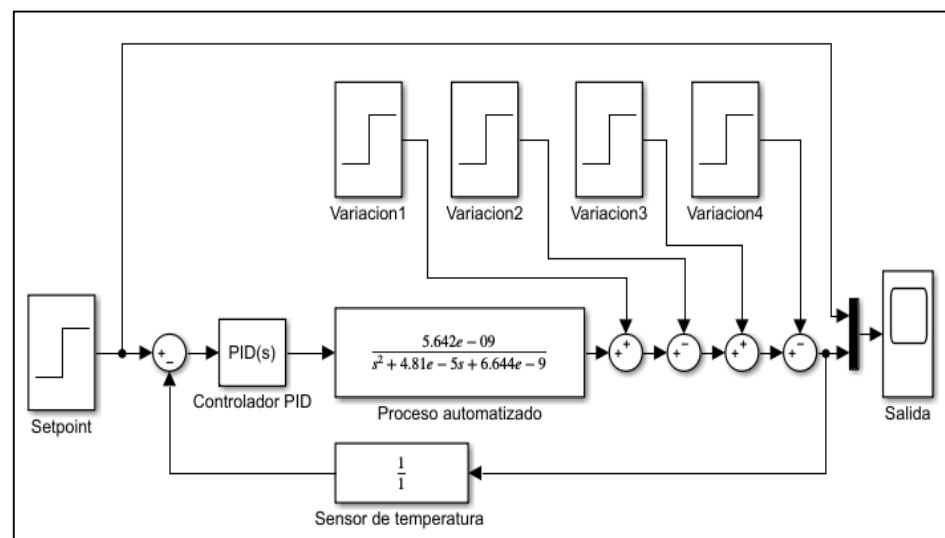 Variacion1
Variacion2
Variacion3
Variacion4
+
-
PID(s)
5.642e − 09
s² + 4.81e − 5s + 6.644e − 9
+
+
+
−
+
+
+
−
Setpoint
Controlador PID
Proceso automatizado
Salida
1
1
Sensor de temperatura